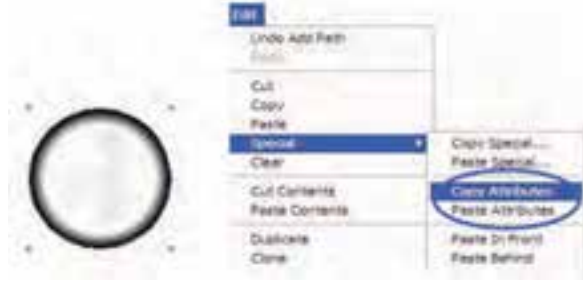 Edit
Undo Add Path
Cut
Copy
Paste
Special
Clear
Cut Contents
Paste Contents
Duplicate
Clone
Copy Special...
Paste Special...
Copy Attributes
Paste Attributes
Paste In Front
Paste Behind